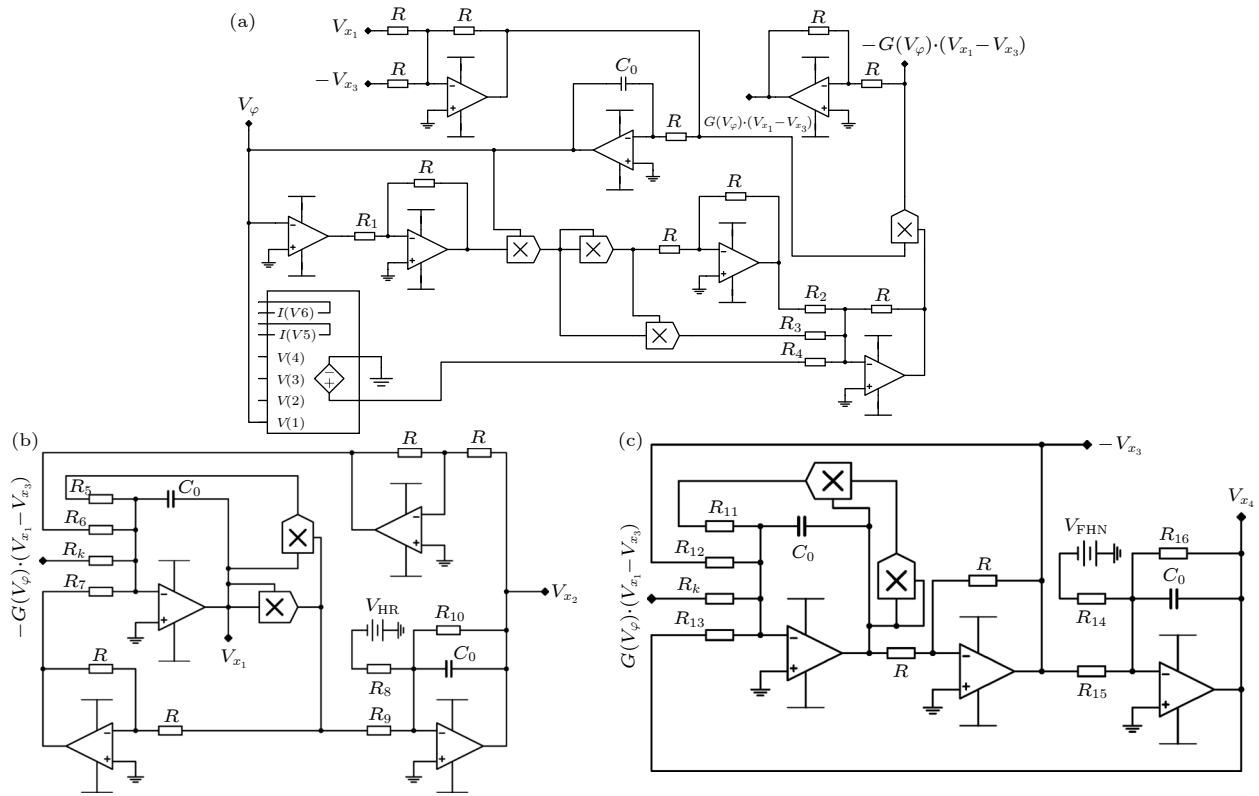 (a)
V_{x_1}
R
R
-V_{x_3}
R
C_0
R
R
R
-G(V_φ)·(V_{x_1}-V_{x_3})
G(V_φ)·(V_{x_1}-V_{x_3})
V_φ
R
R_1
R
R
R_2
R
R_3
R_4
I(V6)
I(V5)
V(4)
V(3)
V(2)
V(1)
(b)
-G(V_φ)·(V_{x_1}-V_{x_3})
R_5
C_0
R_6
R_k
R_7
V_{x_1}
R
R
V_{x_2}
V_{HR}
R_{10}
C_0
R_8
R_9
R
R
(c)
-V_{x_3}
V_{x_4}
G(V_φ)·(V_{x_1}-V_{x_3})
R_{11}
R_{12}
C_0
R_k
R_{13}
R
R
V_{FHN}
R_{16}
C_0
R_{14}
R_{15}